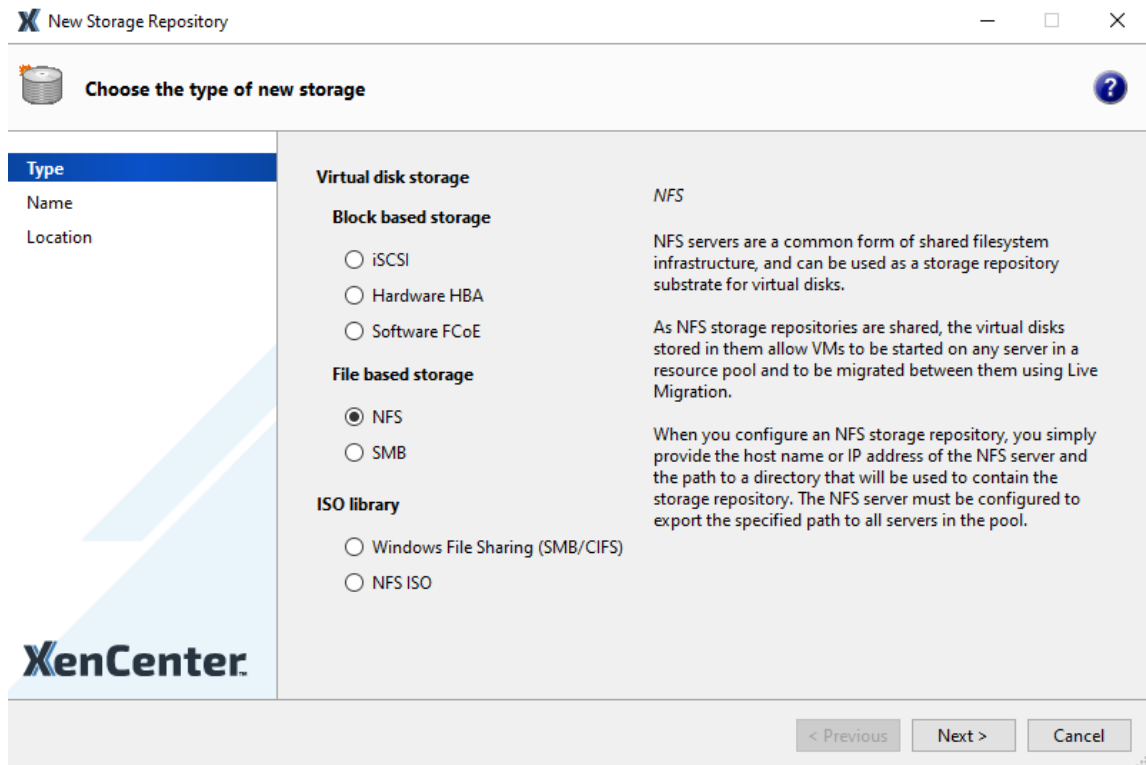 New Storage Repository
Choose the type of new storage
?
Type
Name
Location
Virtual disk storage
Block based storage
iSCSI
Hardware HBA
Software FCoE
File based storage
NFS
SMB
ISO library
Windows File Sharing (SMB/CIFS)
NFS ISO
NFS
NFS servers are a common form of shared filesystem
infrastructure, and can be used as a storage repository
substrate for virtual disks.
As NFS storage repositories are shared, the virtual disks
stored in them allow VMs to be started on any server in a
resource pool and to be migrated between them using Live
Migration.
When you configure an NFS storage repository, you simply
provide the host name or IP address of the NFS server and
the path to a directory that will be used to contain the
storage repository. The NFS server must be configured to
export the specified path to all servers in the pool.
XenCenter
< Previous
Next >
Cancel